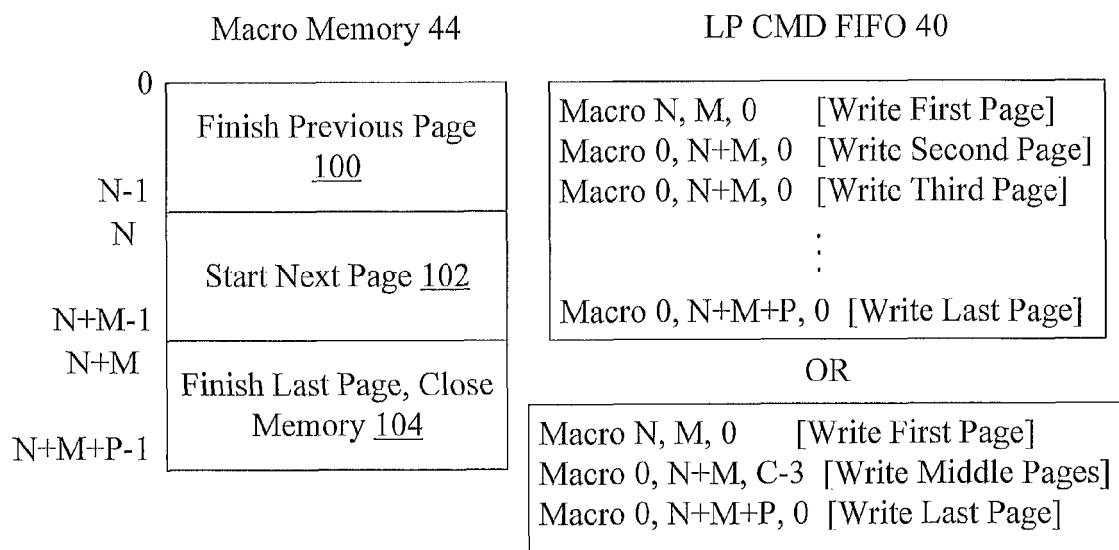 Macro Memory 44
0
Finish Previous Page
100
N-1
N
Start Next Page 102
N+M-1
N+M
Finish Last Page, Close
Memory 104
N+M+P-1
LP CMD FIFO 40
Macro N, M, 0 [Write First Page]
Macro 0, N+M, 0 [Write Second Page]
Macro 0, N+M, 0 [Write Third Page]
.
.
.
Macro 0, N+M+P, 0 [Write Last Page]
OR
Macro N, M, 0 [Write First Page]
Macro 0, N+M, C-3 [Write Middle Pages]
Macro 0, N+M+P, 0 [Write Last Page]